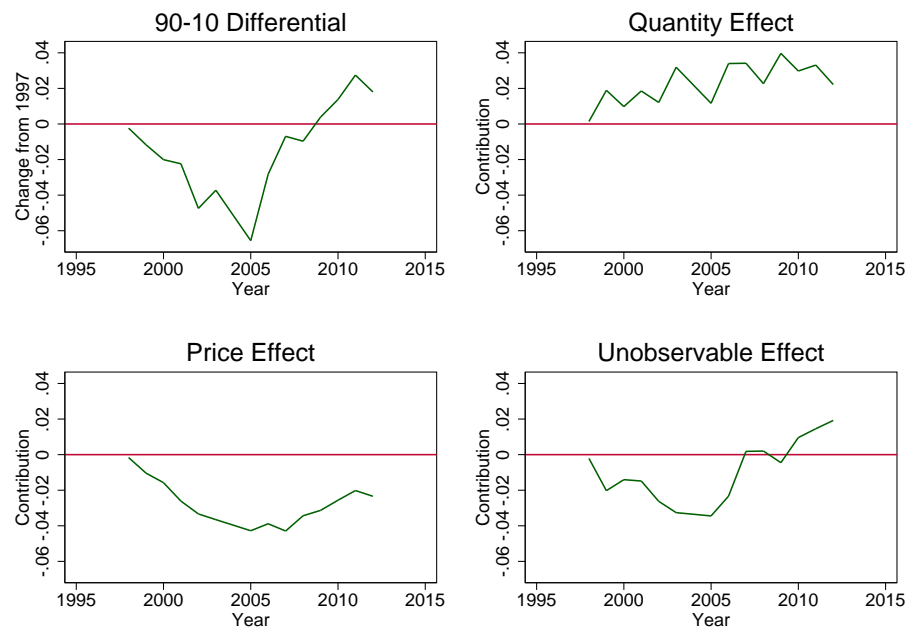 90-10 Differential
Change from 1997
.04
.02
0
-.02
-.04
-.06
1995 2000 2005 2010 2015
Year
Quantity Effect
Contribution
.04
.02
0
-.02
-.04
-.06
1995 2000 2005 2010 2015
Year
Price Effect
Contribution
.04
.02
0
-.02
-.04
-.06
1995 2000 2005 2010 2015
Year
Unobservable Effect
Contribution
.04
.02
0
-.02
-.04
-.06
1995 2000 2005 2010 2015
Year